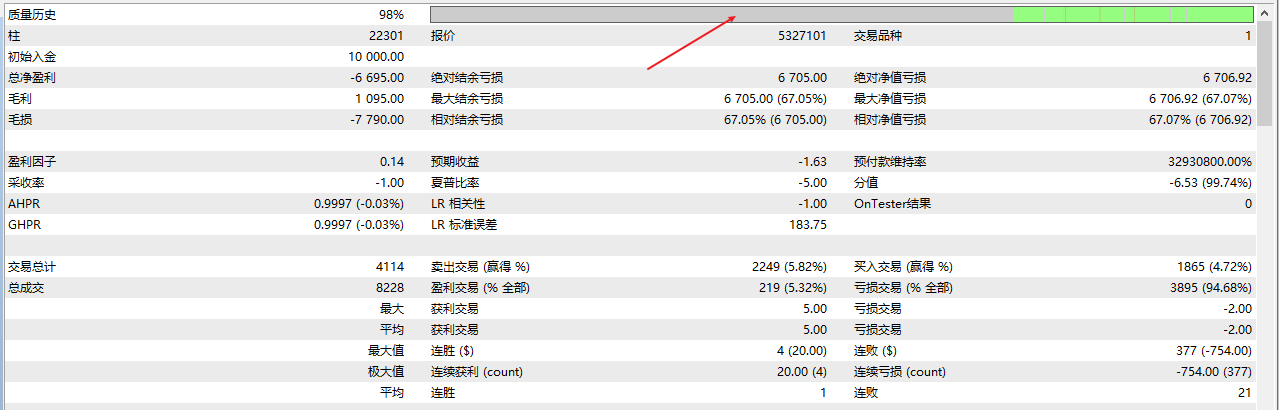 质量历史 98%
柱 22301 报价 5327101 交易品种 1
初始入金 10 000.00
总净盈利 -6 695.00 绝对结余亏损 6 705.00 绝对净值亏损 6 706.92
毛利 1 095.00 最大结余亏损 6 705.00 (67.05%) 最大净值亏损 6 706.92 (67.07%)
毛损 -7 790.00 相对结余亏损 67.05% (6 705.00) 相对净值亏损 67.07% (6 706.92)
盈利因子 0.14 预期收益 -1.63 预付款维持率 32930800.00%
采收率 -1.00 夏普比率 -5.00 分值 -6.53 (99.74%)
AHPR 0.9997 (-0.03%) LR 相关性 -1.00 OnTester结果 0
GHPR 0.9997 (-0.03%) LR 标准误差 183.75
交易总计 4114 卖出交易 (赢得 %) 2249 (5.82%) 买入交易 (赢得 %) 1865 (4.72%)
总成交 8228 盈利交易 (% 全部) 219 (5.32%) 亏损交易 (% 全部) 3895 (94.68%)
最大 获利交易 5.00 亏损交易 -2.00
平均 获利交易 5.00 亏损交易 -2.00
最大值 连胜 ($) 4 (20.00) 连败 ($) 377 (-754.00)
极大值 连续获利 (count) 20.00 (4) 连续亏损 (count) -754.00 (377)
平均 连胜 1 连败 21